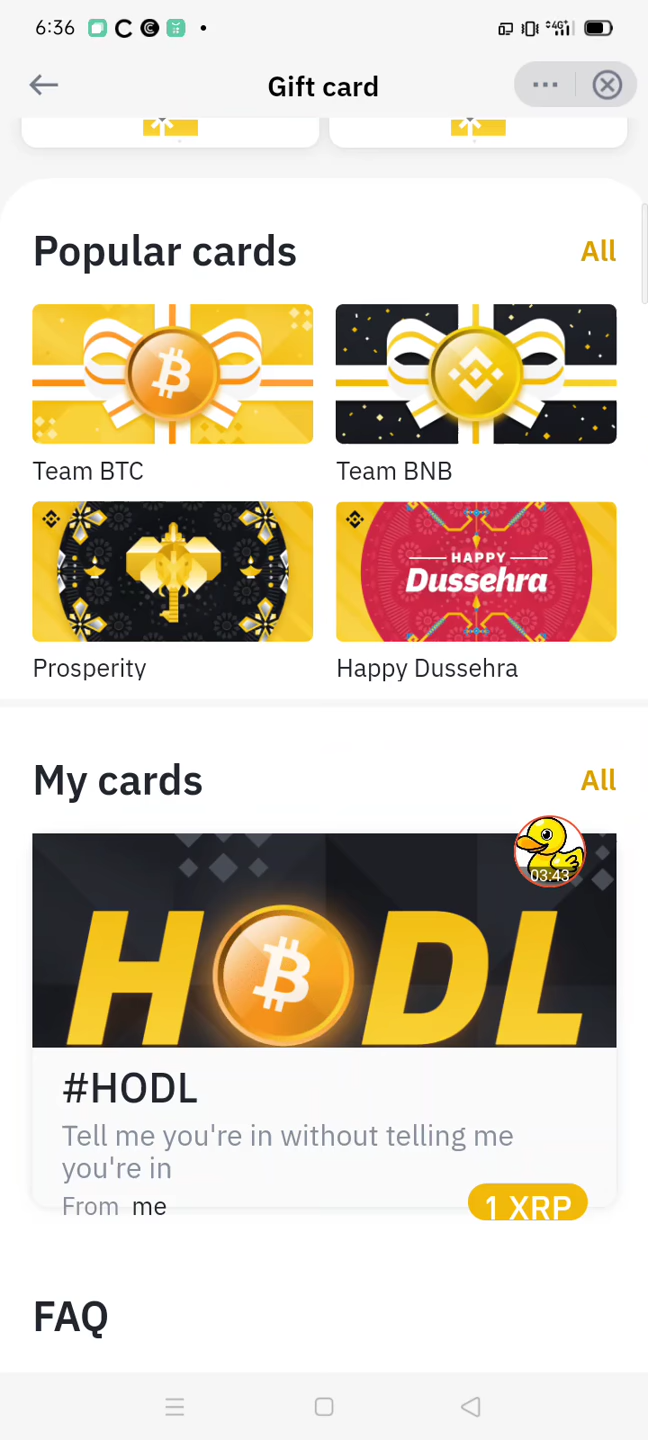 6:36
4G+
Gift card
Popular cards
All
Team BTC
Team BNB
HAPPY
Dussehra
Prosperity
Happy Dussehra
My cards
All
03:43
H₿DL
#HODL
Tell me you're in without telling me
you're in
From me
1 XRP
FAQ